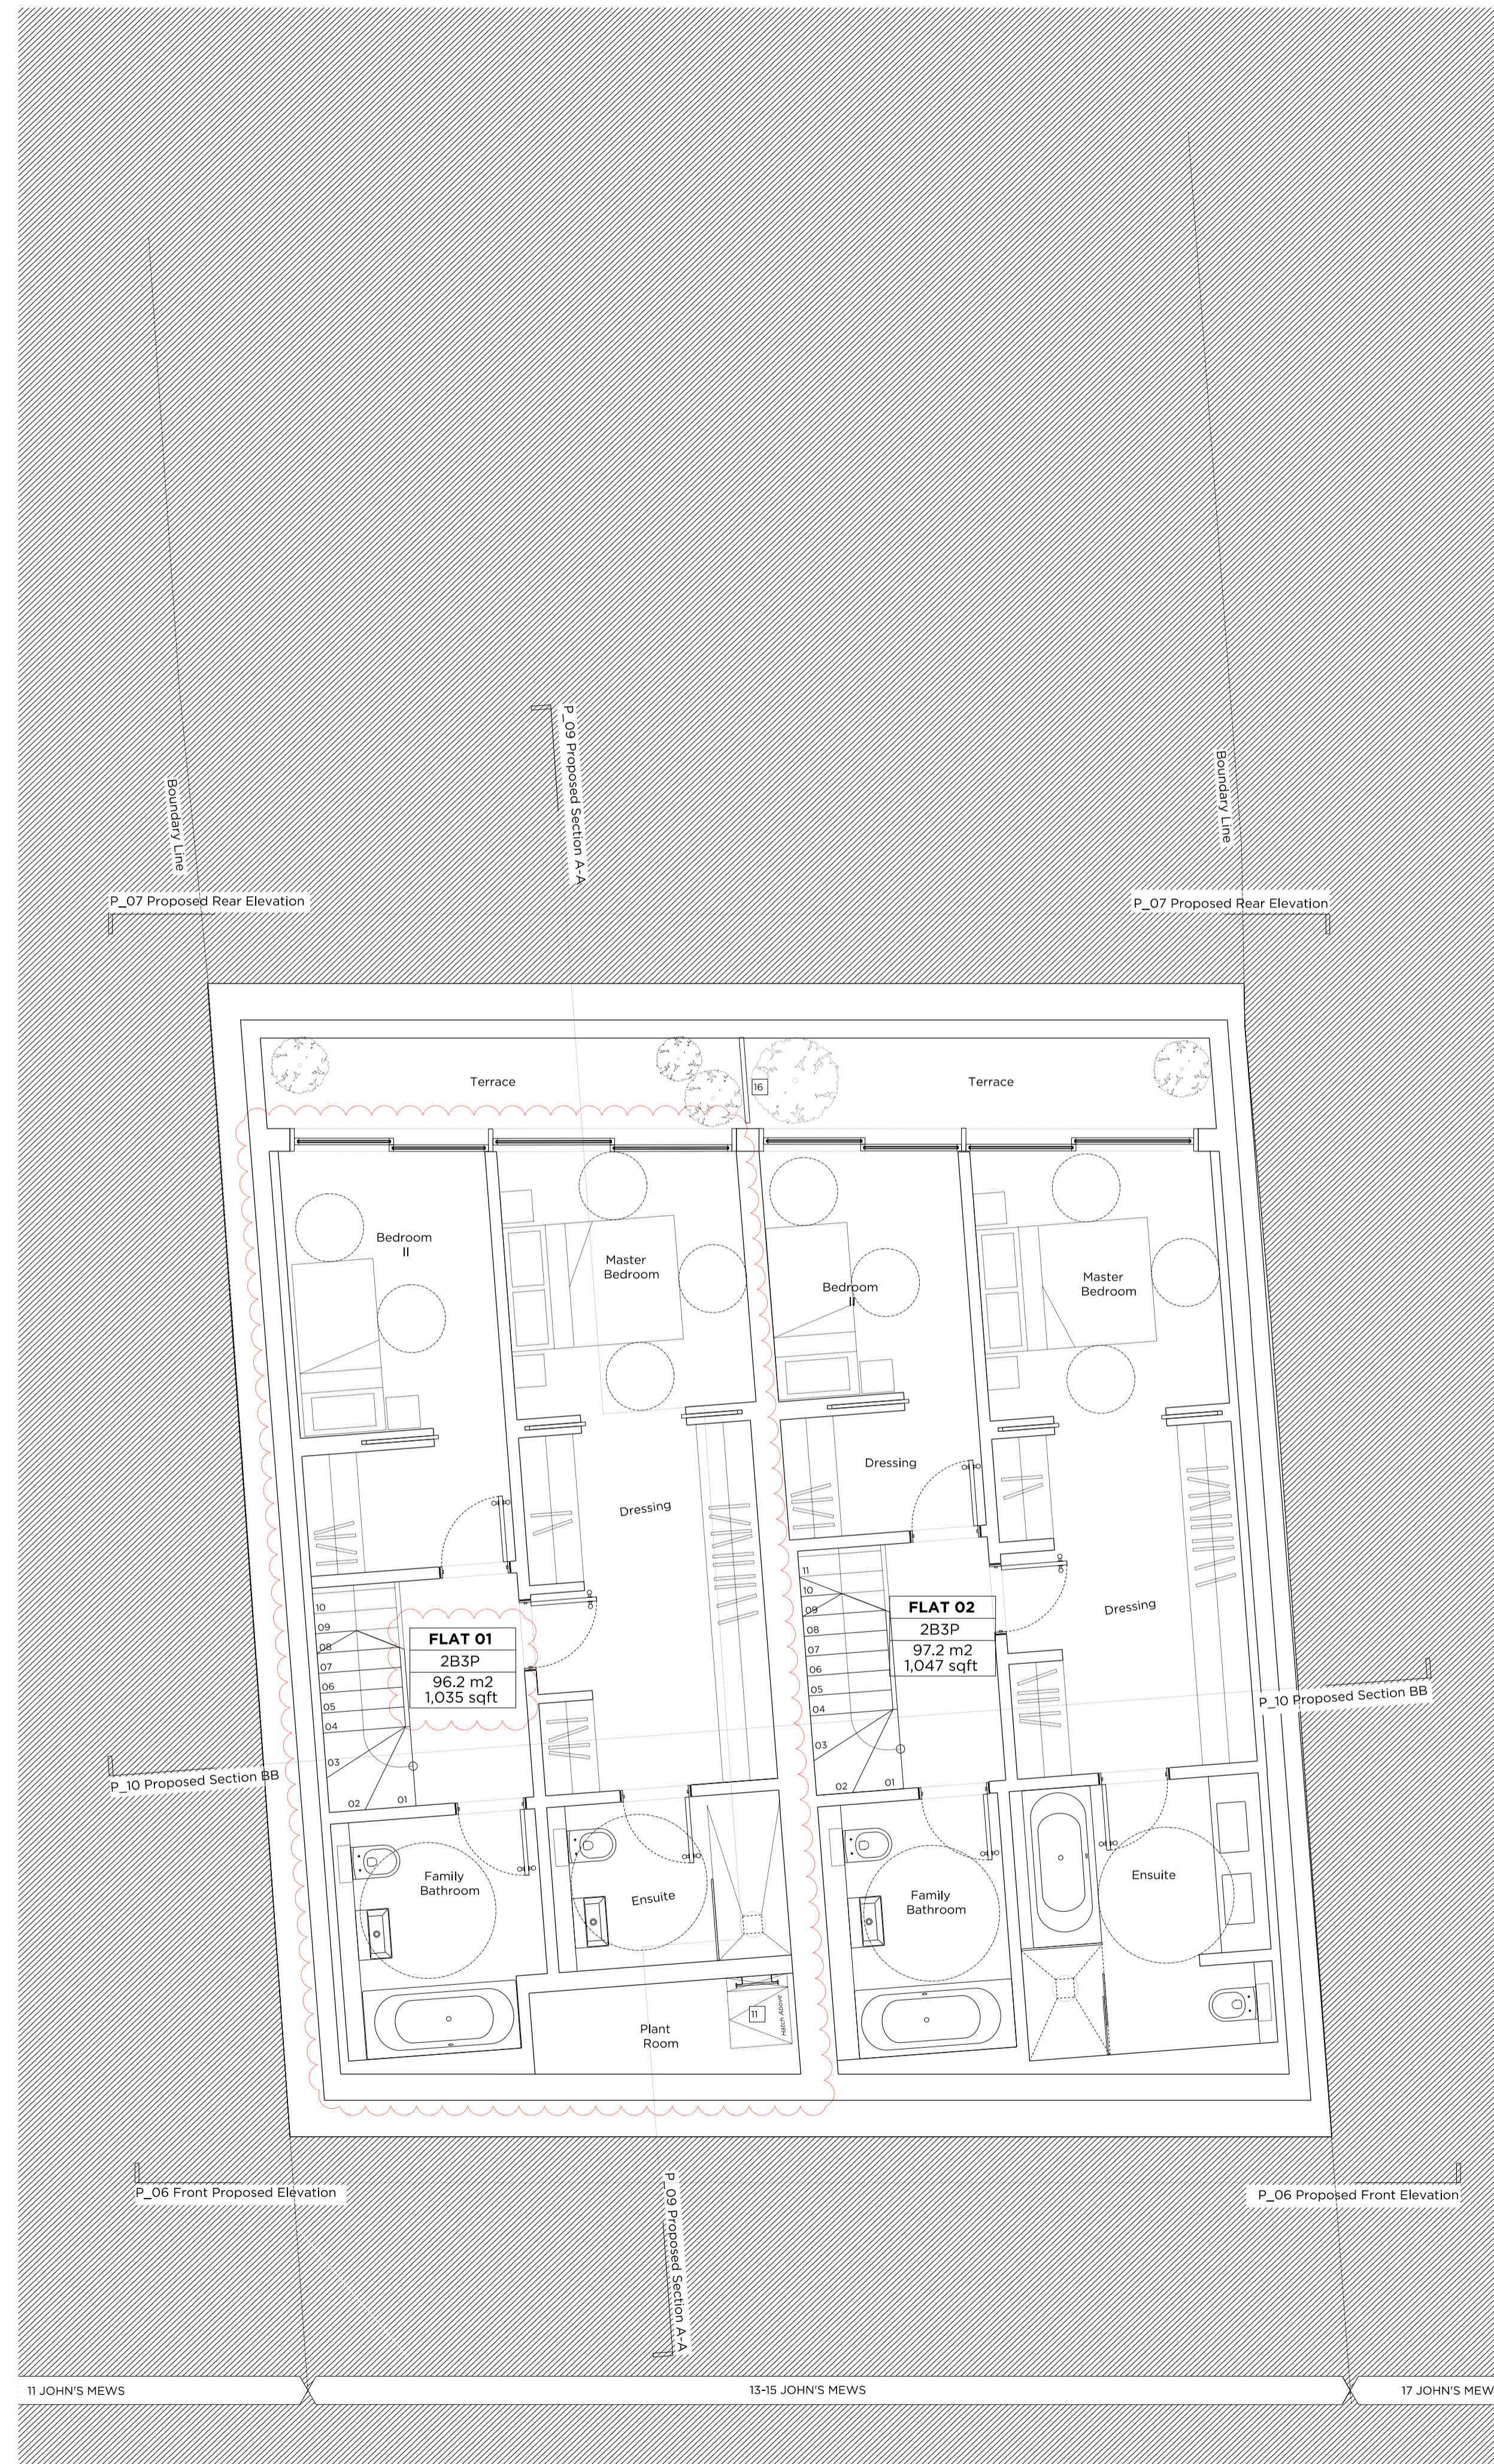 P_09 Proposed Section A-A
Boundary Line
Boundary Line
P_07 Proposed Rear Elevation
P_07 Proposed Rear Elevation
Terrace
16
Terrace
Bedroom
II
Master
Bedroom
Bedroom
II
Master
Bedroom
Dressing
Dressing
Dressing
10
09
08
07
06
05
04
03
02
01
FLAT 01
2B3P
96.2 m2
1,035 sqft
11
10
09
08
07
06
05
04
03
02
01
FLAT 02
2B3P
97.2 m2
1,047 sqft
P_10 Proposed Section BB
P_10 Proposed Section BB
Family
Bathroom
Ensuite
Family
Bathroom
Ensuite
Plant
Room
11
Hatch Above
P_06 Front Proposed Elevation
P_06 Proposed Front Elevation
P_09 Proposed Section A-A
11 JOHN'S MEWS
13-15 JOHN'S MEWS
17 JOHN'S MEW